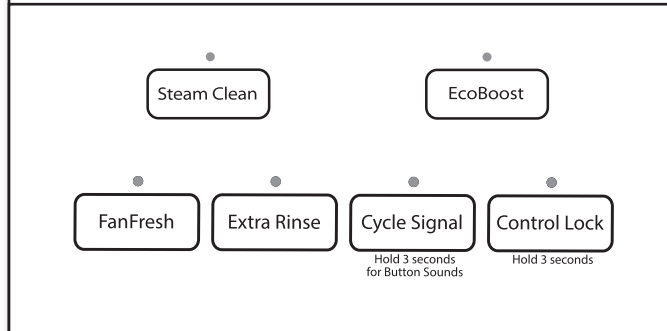 Steam Clean
EcoBoost
FanFresh
Extra Rinse
Cycle Signal
Hold 3 seconds
for Button Sounds
Control Lock
Hold 3 seconds